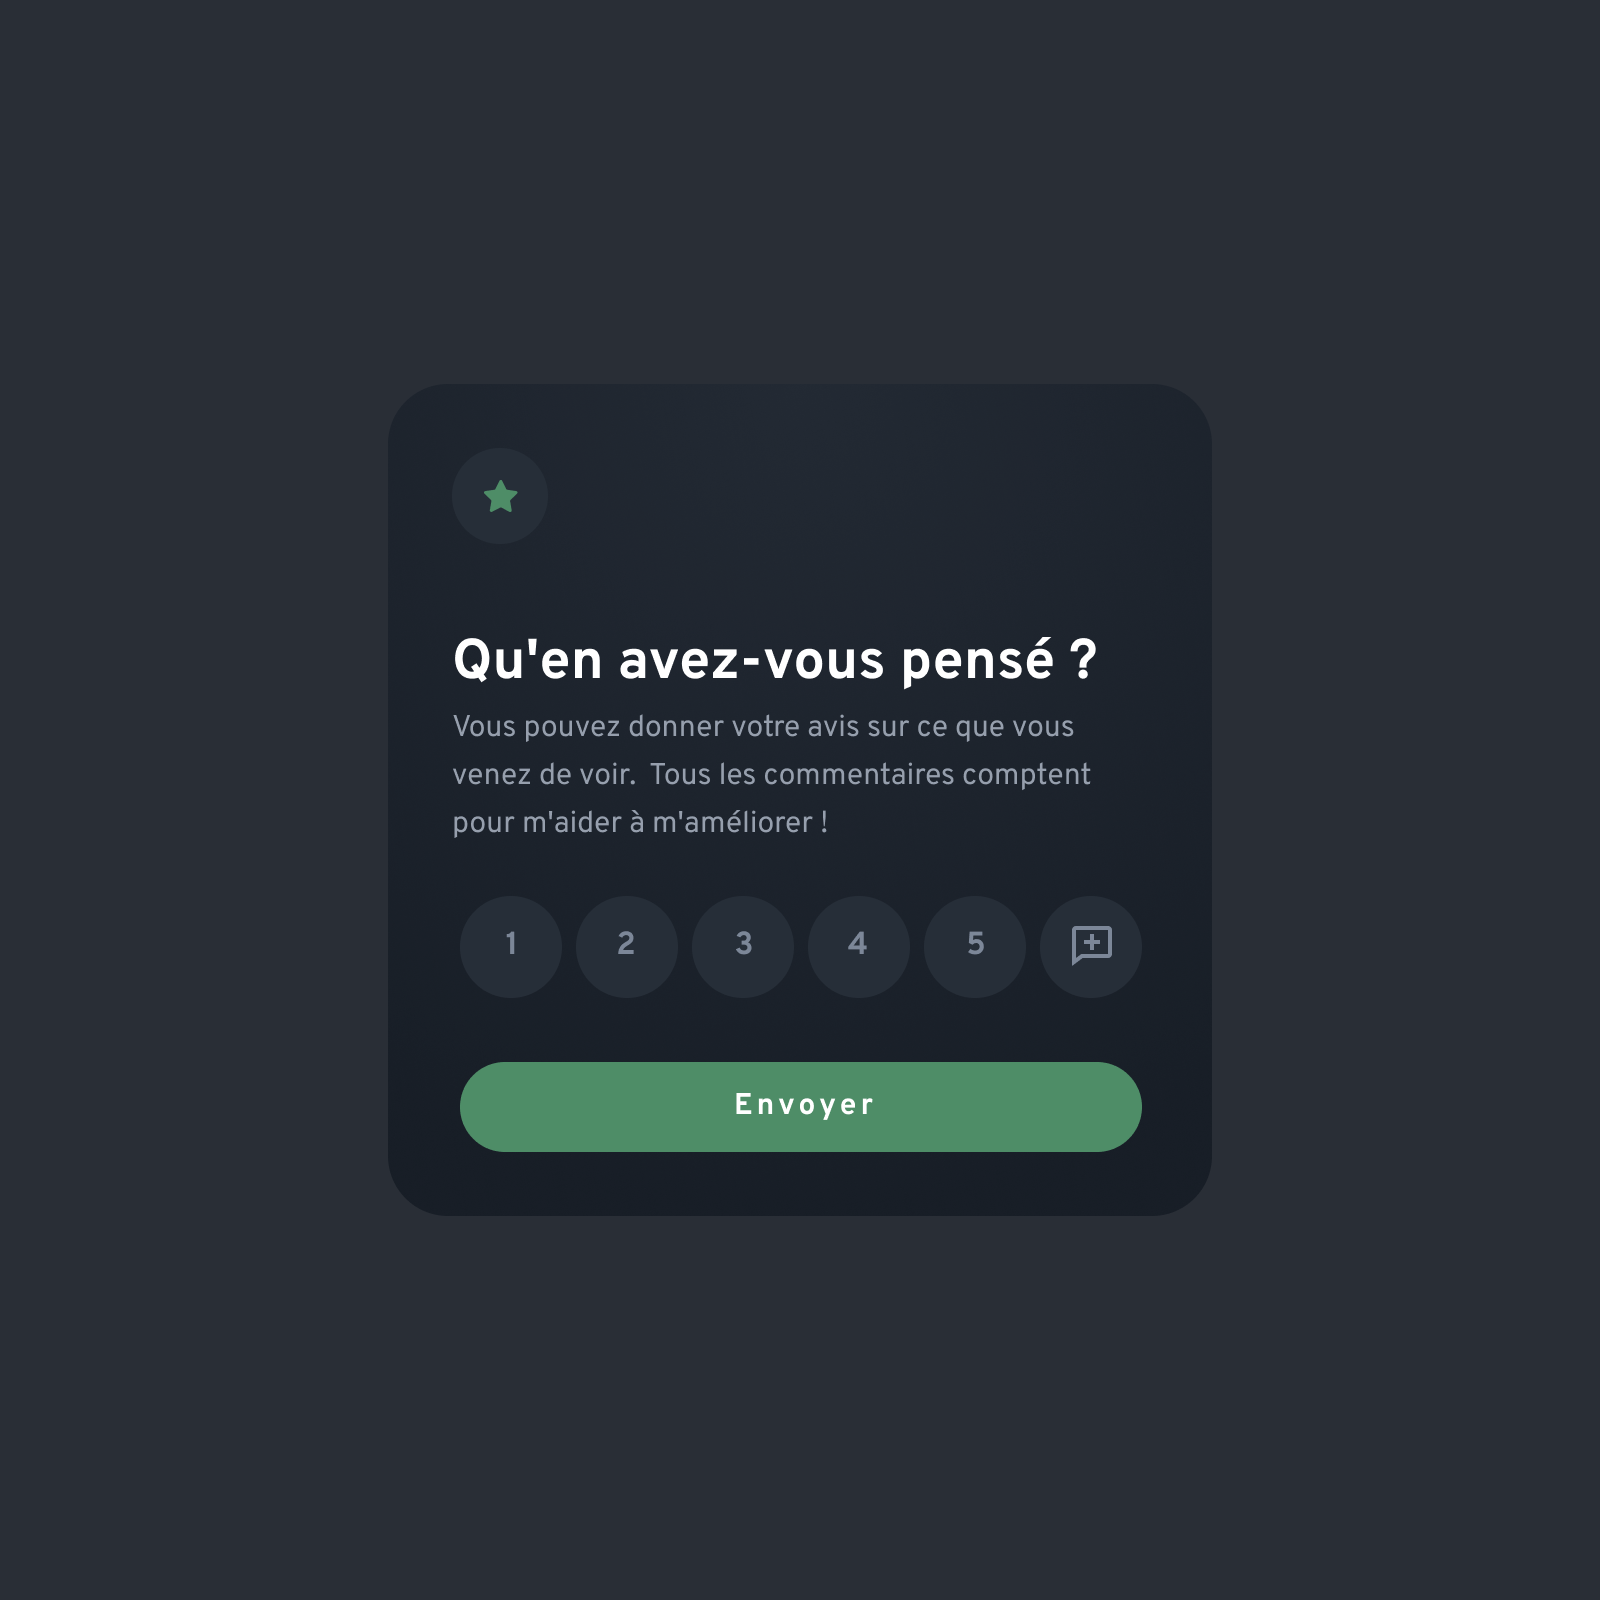 Qu'en avez-vous pensé ?
Vous pouvez donner votre avis sur ce que vous
venez de voir.  Tous les commentaires comptent
pour m'aider à m'améliorer !
1 2 3 4 5
Envoyer